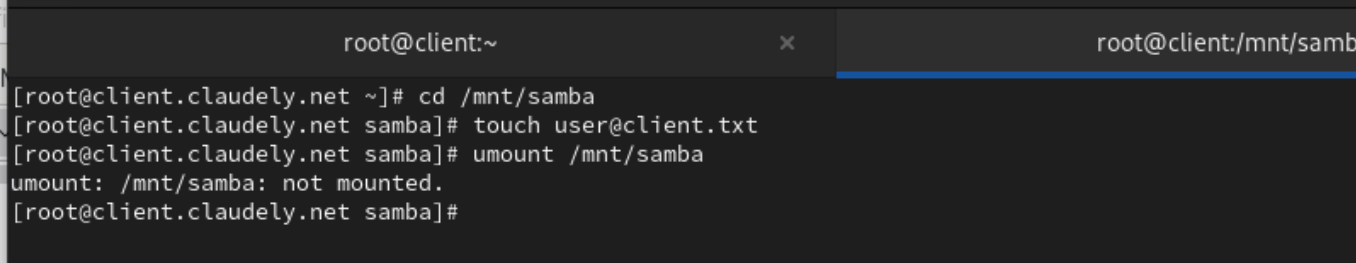 root@client:~ ×
root@client:/mnt/samb
[root@client.claudely.net ~]# cd /mnt/samba
[root@client.claudely.net samba]# touch user@client.txt
[root@client.claudely.net samba]# umount /mnt/samba
umount: /mnt/samba: not mounted.
[root@client.claudely.net samba]#